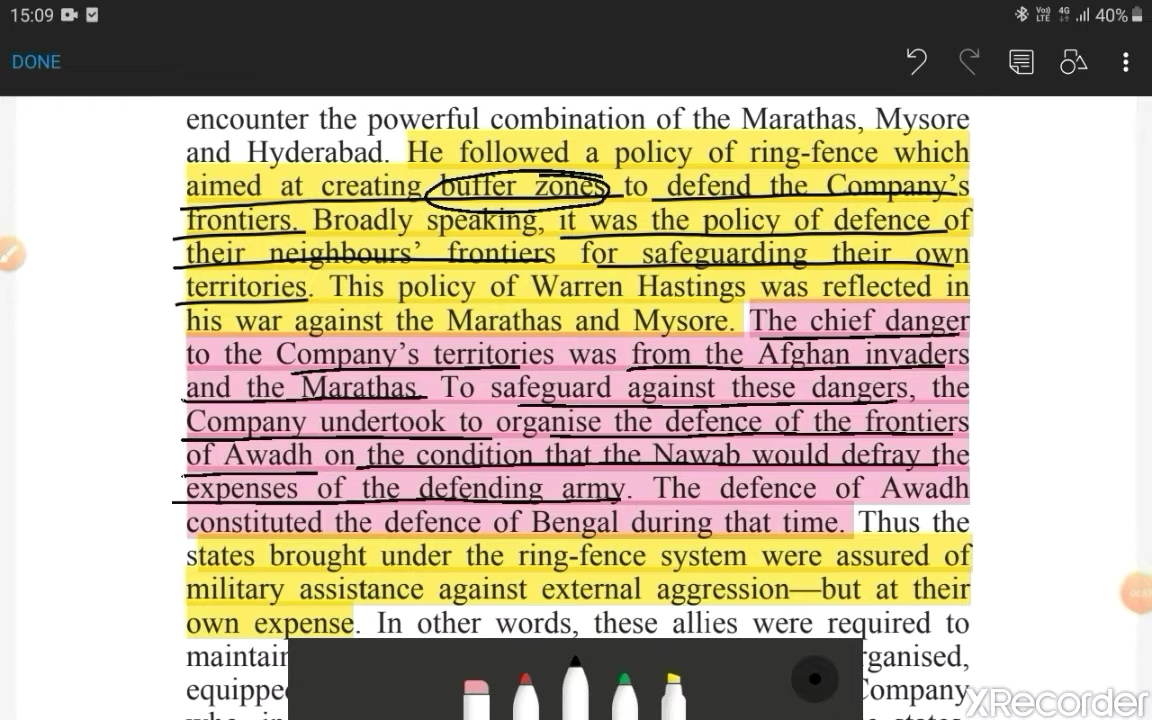 15:09
Vo)) LTE 4G 40%
DONE
encounter the powerful combination of the Marathas, Mysore
and Hyderabad. He followed a policy of ring-fence which
aimed at creating buffer zones to defend the Company's
frontiers. Broadly speaking, it was the policy of defence of
their neighbours' frontiers for safeguarding their own
territories. This policy of Warren Hastings was reflected in
his war against the Marathas and Mysore. The chief danger
to the Company's territories was from the Afghan invaders
and the Marathas. To safeguard against these dangers, the
Company undertook to organise the defence of the frontiers
of Awadh on the condition that the Nawab would defray the
expenses of the defending army. The defence of Awadh
constituted the defence of Bengal during that time. Thus the
states brought under the ring-fence system were assured of
military assistance against external aggression—but at their
own expense. In other words, these allies were required to
maintain rganised,
equippe Company
XRecorder